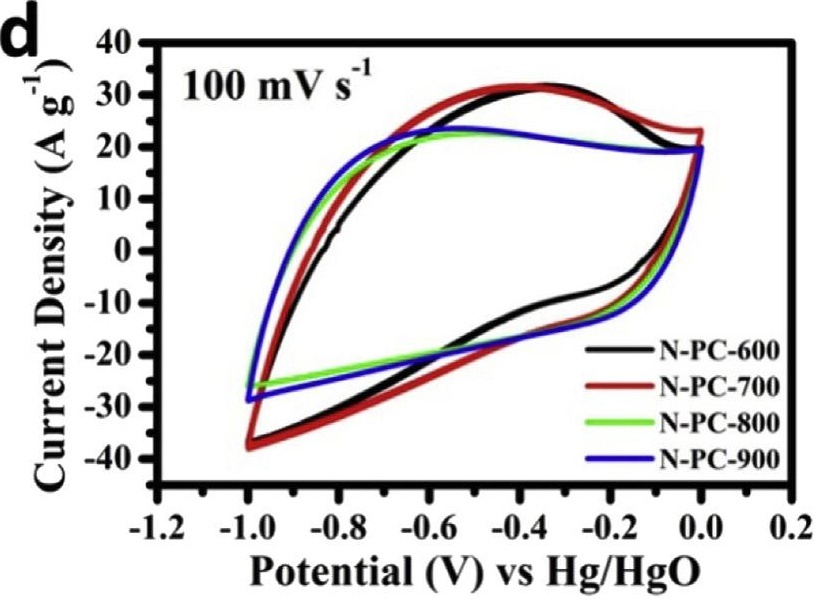 d
100 mV s-1
Current Density (A g-1)
40
30
20
10
0
-10
-20
-30
-40
N-PC-600
N-PC-700
N-PC-800
N-PC-900
-1.2 -1.0 -0.8 -0.6 -0.4 -0.2 0.0 0.2
Potential (V) vs Hg/HgO